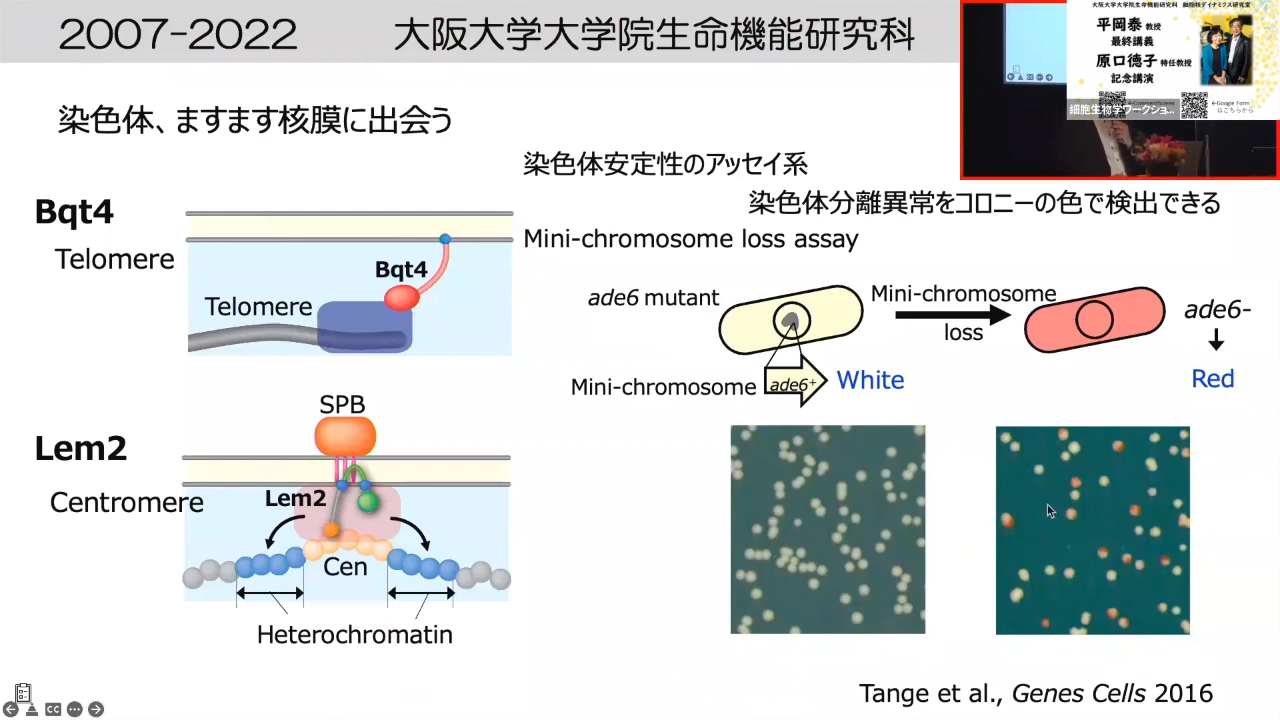 2007-2022
大阪大学大学院生命機能研究科
大阪大学大学院生命機能研究科 細胞核ダイナミクス研究室
平岡泰 教授
最終講義
原口徳子 特任教授
記念講演
細胞生物学ワークショ...
←Google Form
はこちらから
染色体、ますます核膜に出会う
染色体安定性のアッセイ系
染色体分離異常をコロニーの色で検出できる
Bqt4
Telomere
Bqt4
Telomere
Mini-chromosome loss assay
ade6 mutant
Mini-chromosome
loss
ade6-
Mini-chromosome
ade6+
White
Red
SPB
Lem2
Centromere
Lem2
Cen
Heterochromatin
Tange et al., Genes Cells 2016
CC